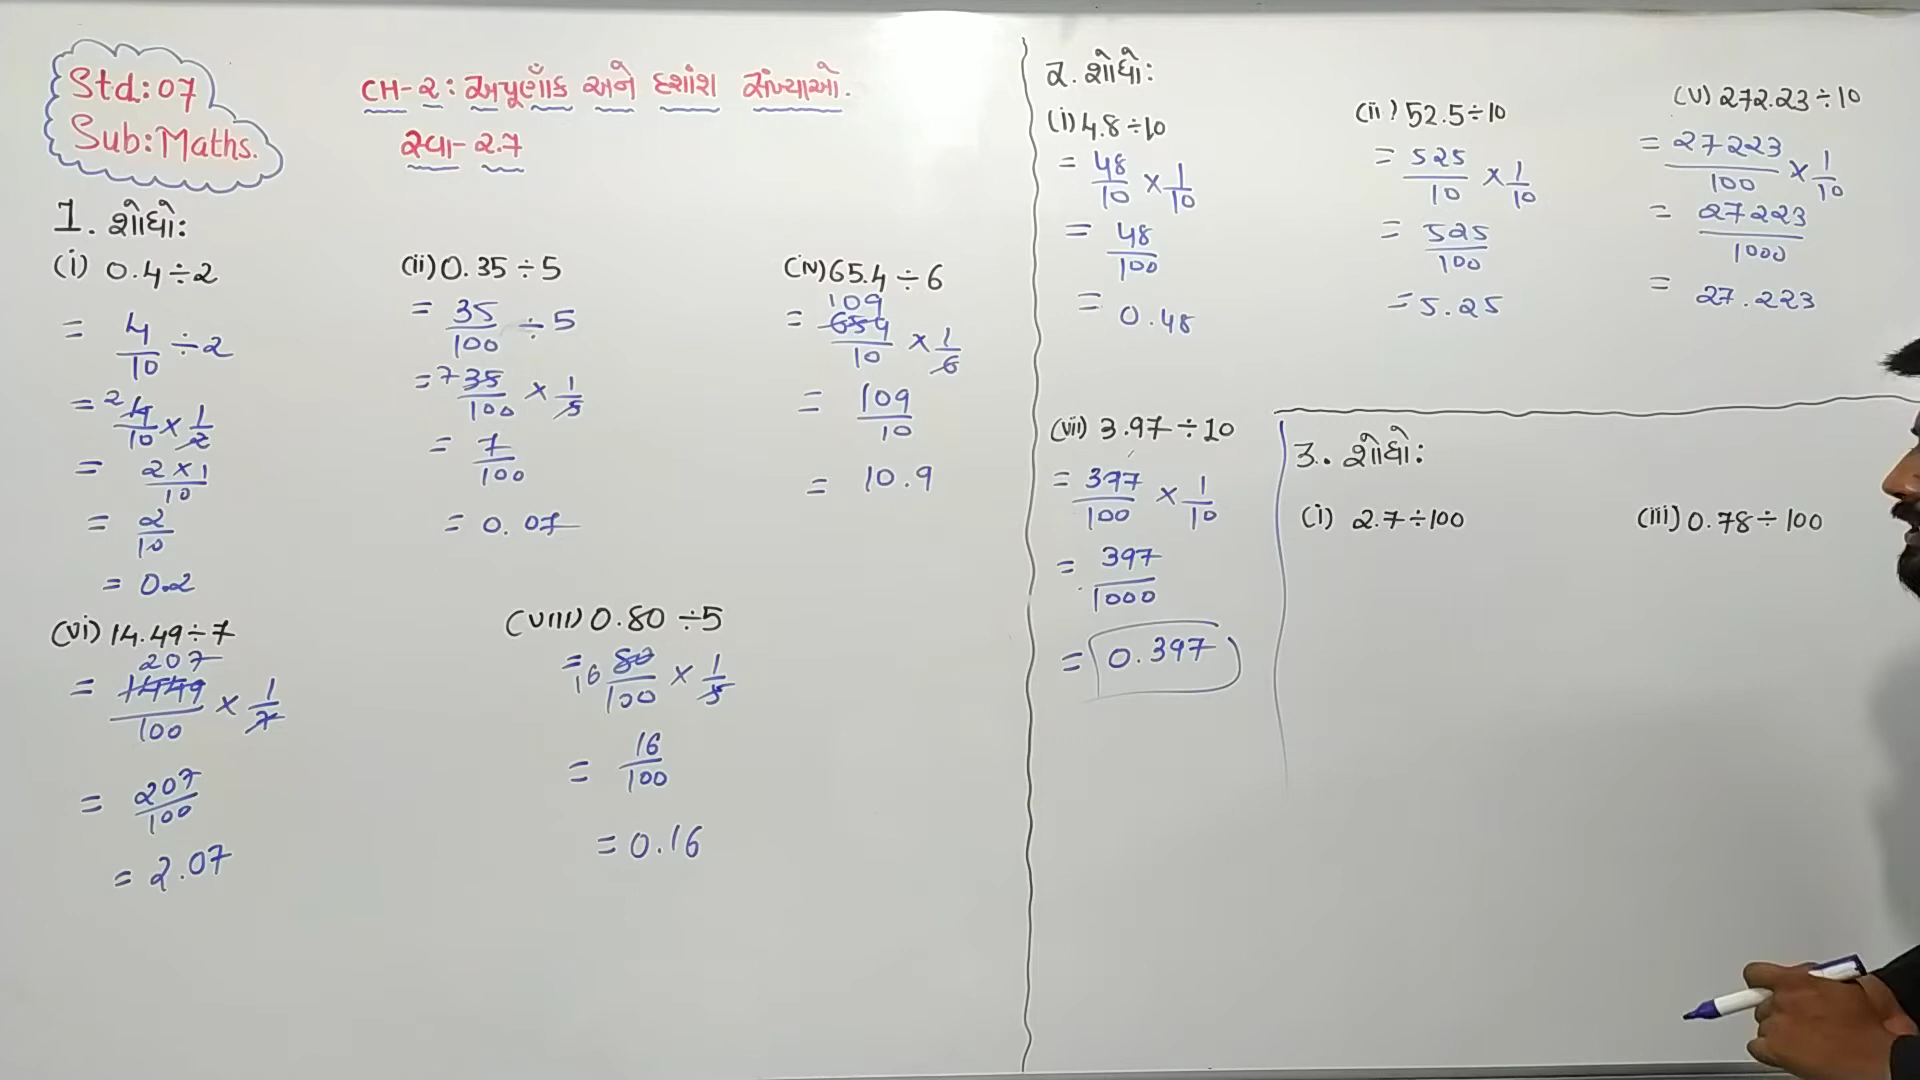 Std:07
Sub:Maths.
CH-૨: અપૂર્ણાંક અને દશાંશ સંખ્યાઓ.
સ્વા- ૨.7
1. શોધો:
(i) 0.4÷2
= 4/10 ÷2
= 2 4/10 × 1/2
= 2×1/10
= 2/10
= 0.2
(ii) 0.35÷5
= 35/100 ÷5
= 7 35/100 × 1/5
= 7/100
= 0.07
(iv) 65.4÷6
109
= 654/10 × 1/6
= 109/10
= 10.9
(vi) 14.49÷7
207
= 1449/100 × 1/7
= 207/100
= 2.07
(viii) 0.80÷5
= 16 80/100 × 1/5
= 16/100
= 0.16
૨. શોધો:
(i) 4.8÷10
= 48/10 × 1/10
= 48/100
= 0.48
(ii) 52.5÷10
= 525/10 × 1/10
= 525/100
= 5.25
(v) 272.23÷10
= 27223/100 × 1/10
= 27223/1000
= 27.223
(vii) 3.97÷10
= 397/100 × 1/10
= 397/1000
= 0.397
3. શોધો:
(i) 2.7÷100
(iii) 0.78÷100